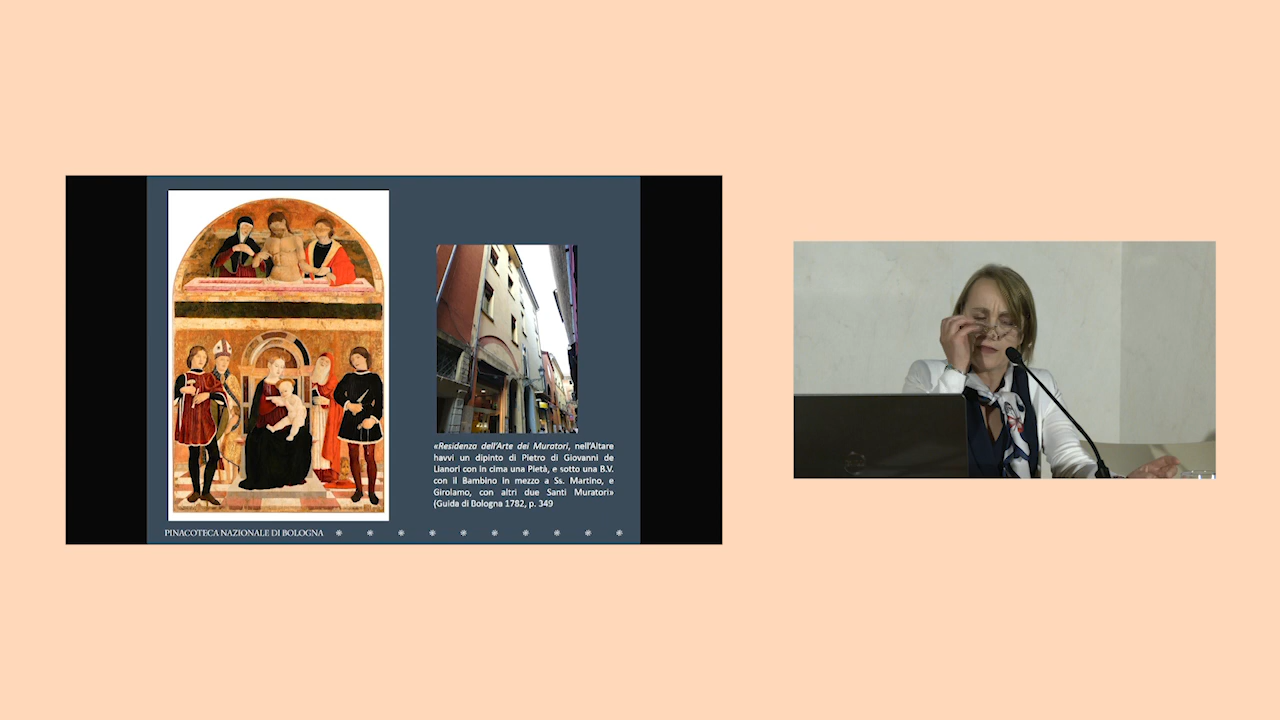 «Residenza dell'Arte dei Muratori, nell'Altare
havvi un dipinto di Pietro di Giovanni de
Lianori con in cima una Pietà, e sotto una B.V.
con il Bambino in mezzo a Ss. Martino, e
Girolamo, con altri due Santi Muratori»
(Guida di Bologna 1782, p. 349
PINACOTECA NAZIONALE DI BOLOGNA